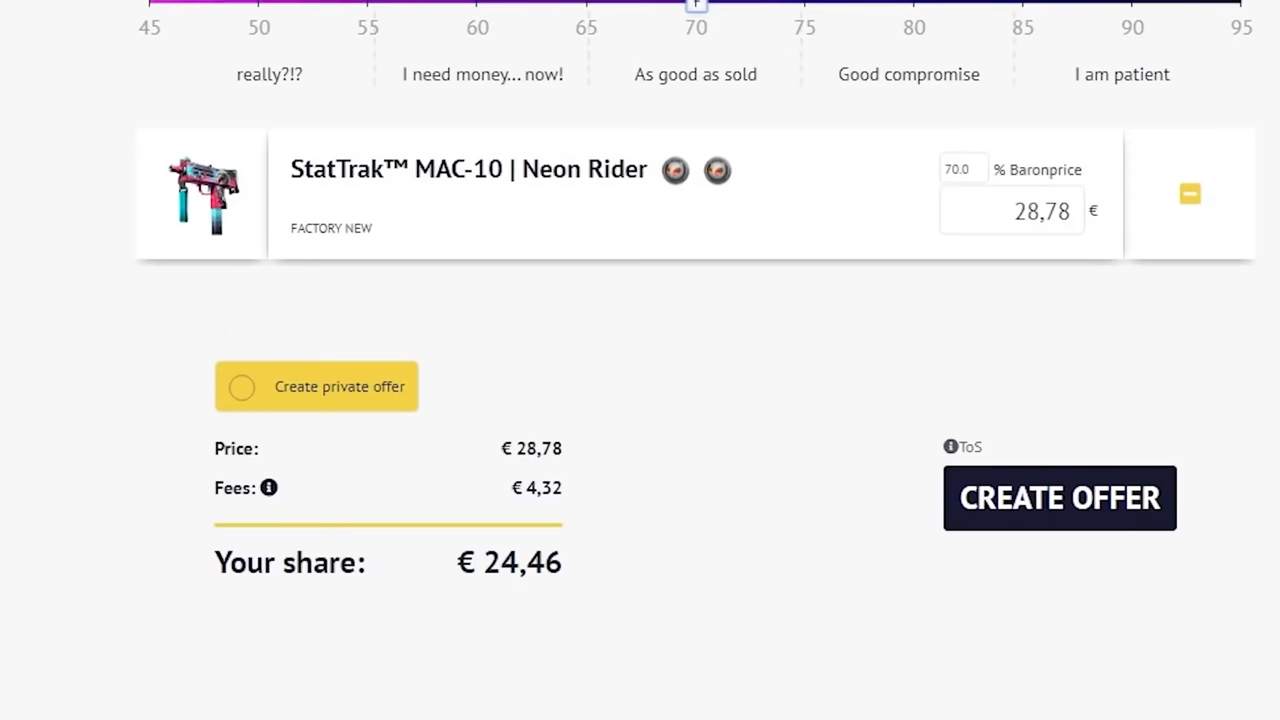 45 50 55 60 65 70 75 80 85 90 95
really?!? I need money... now! As good as sold Good compromise I am patient
StatTrak™ MAC-10 | Neon Rider
70.0 % Baronprice
28,78 €
FACTORY NEW
Create private offer
Price: € 28,78
ToS
Fees: € 4,32
CREATE OFFER
Your share: € 24,46